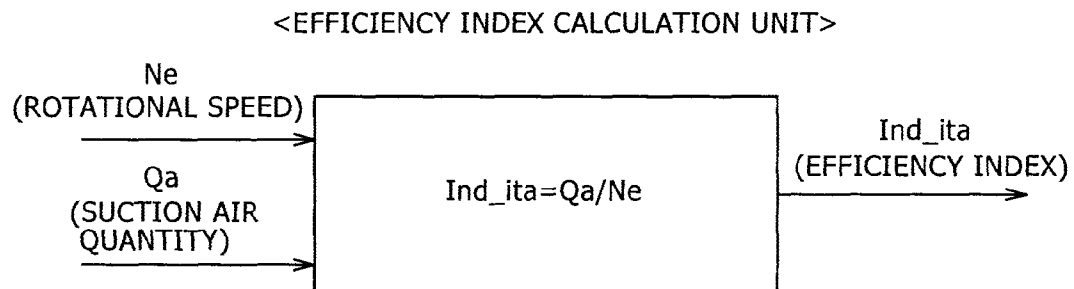 <EFFICIENCY INDEX CALCULATION UNIT>
Ne
(ROTATIONAL SPEED)
Qa
(SUCTION AIR
QUANTITY)
Ind_ita=Qa/Ne
Ind_ita
(EFFICIENCY INDEX)